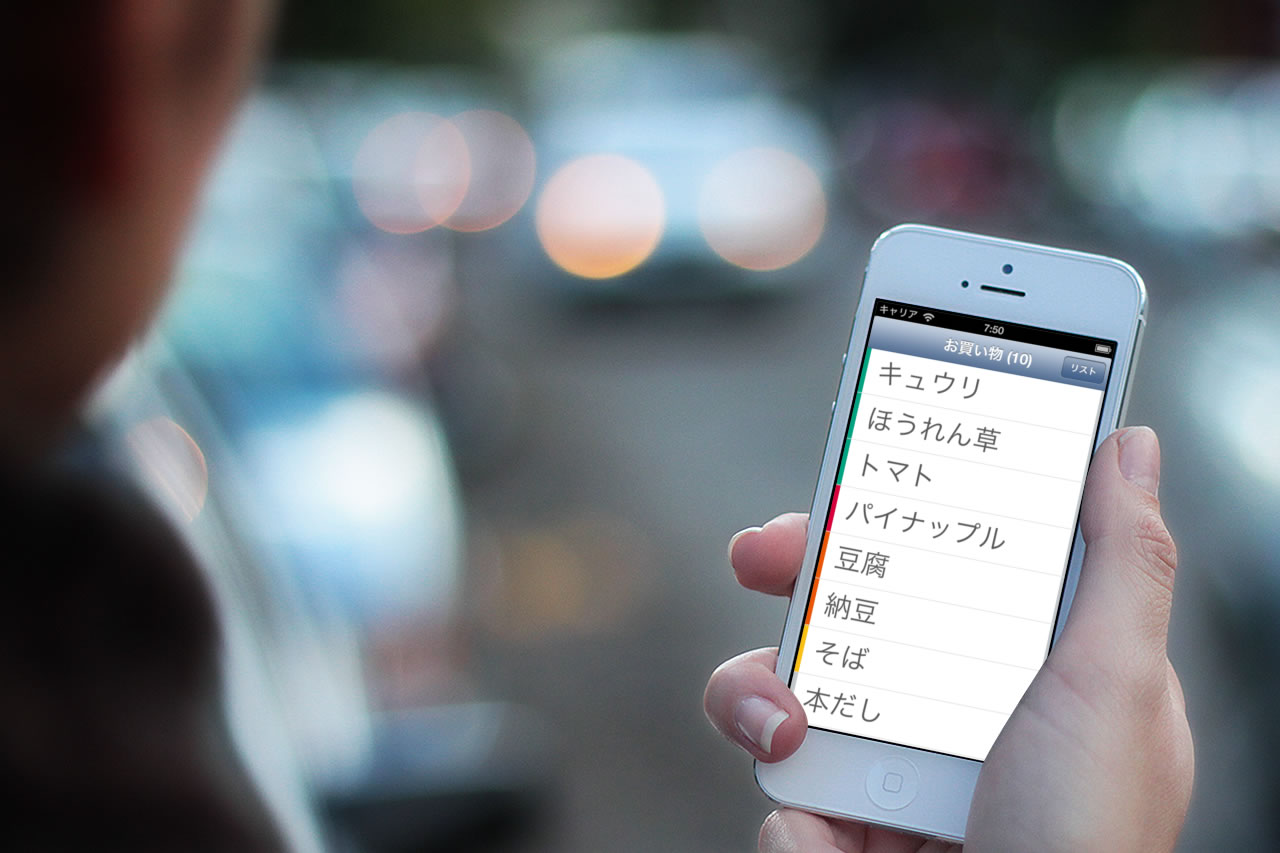 キャリア
7:50
お買い物 (10)
リスト
キュウリ
ほうれん草
トマト
パイナップル
豆腐
納豆
そば
本だし